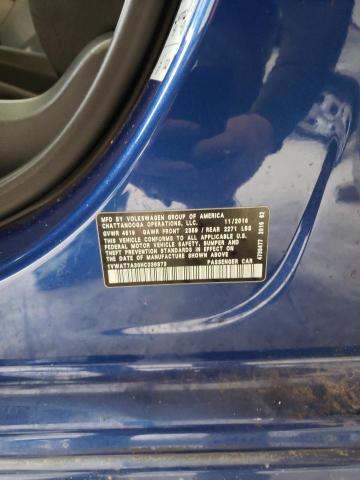 MFD. BY VOLKSWAGEN GROUP OF AMERICA
CHATTANOOGA OPERATIONS, LLC. 11/2016
GVWR 4519 GAWR FRONT 2359 / REAR 2271 LBS
THIS VEHICLE CONFORMS TO ALL APPLICABLE U.S.
FEDERAL MOTOR VEHICLE SAFETY, BUMPER AND
THEFT PREVENTION STANDARDS IN EFFECT ON THE
DATE OF MANUFACTURE SHOWN ABOVE.
PASSENGER CAR